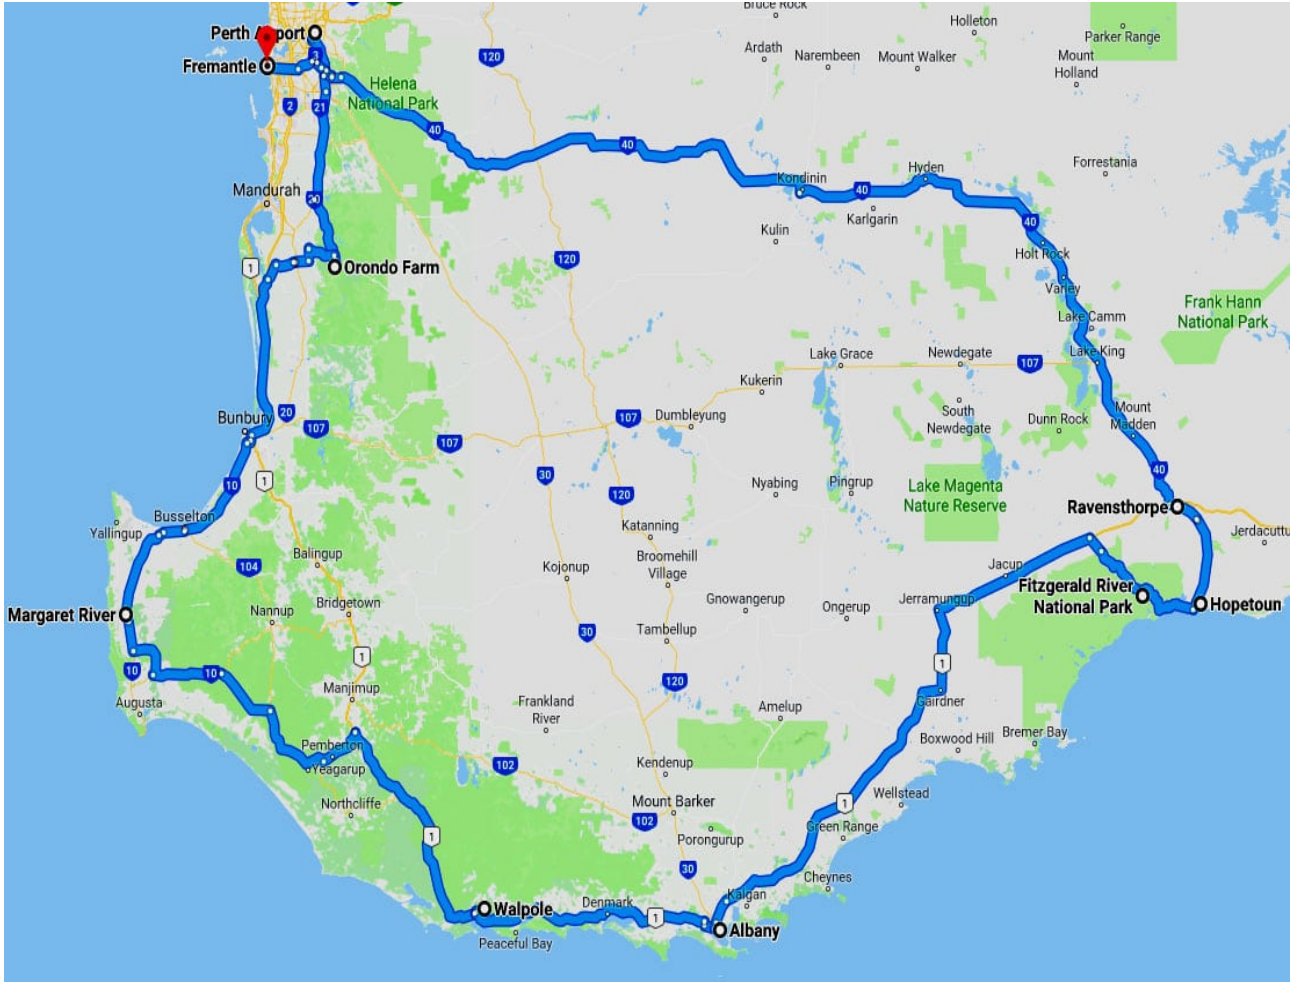 Bruce Rock
Holleton
Parker Range
Perth Airport
Ardath
Narembeen
Mount Walker
Mount
Holland
3
120
Fremantle
Helena
National Park
2
21
40
40
Forrestania
Hyden
Kondinin
40
Mandurah
20
Karlgarin
40
Kulin
Holt Rock
120
1
Orondo Farm
Varley
Frank Hann
National Park
Lake Camm
Lake King
Lake Grace
Newdegate
107
Kukerin
20
Bunbury
107
107
107
Dumbleyung
South
Newdegate
Dunn Rock
Mount
Madden
40
30
1
10
120
Nyabing
Pingrup
Lake Magenta
Nature Reserve
Ravensthorpe
Yallingup
Busselton
Katanning
Jerdacuttu
Balingup
104
Kojonup
Broomehill
Village
Jacup
Fitzgerald River
National Park
Hopetoun
Margaret River
Nannup
Bridgetown
Gnowangerup
Ongerup
Jerramungup
30
Tambellup
1
1
10
10
120
Augusta
Manjimup
Frankland
River
Amelup
Gairdner
Boxwood Hill
Bremer Bay
Pemberton
Yeagarup
102
Kendenup
Northcliffe
Mount Barker
1
Wellstead
102
1
Porongurup
Green Range
30
Cheynes
Kalgan
Walpole
Denmark
1
Albany
Peaceful Bay